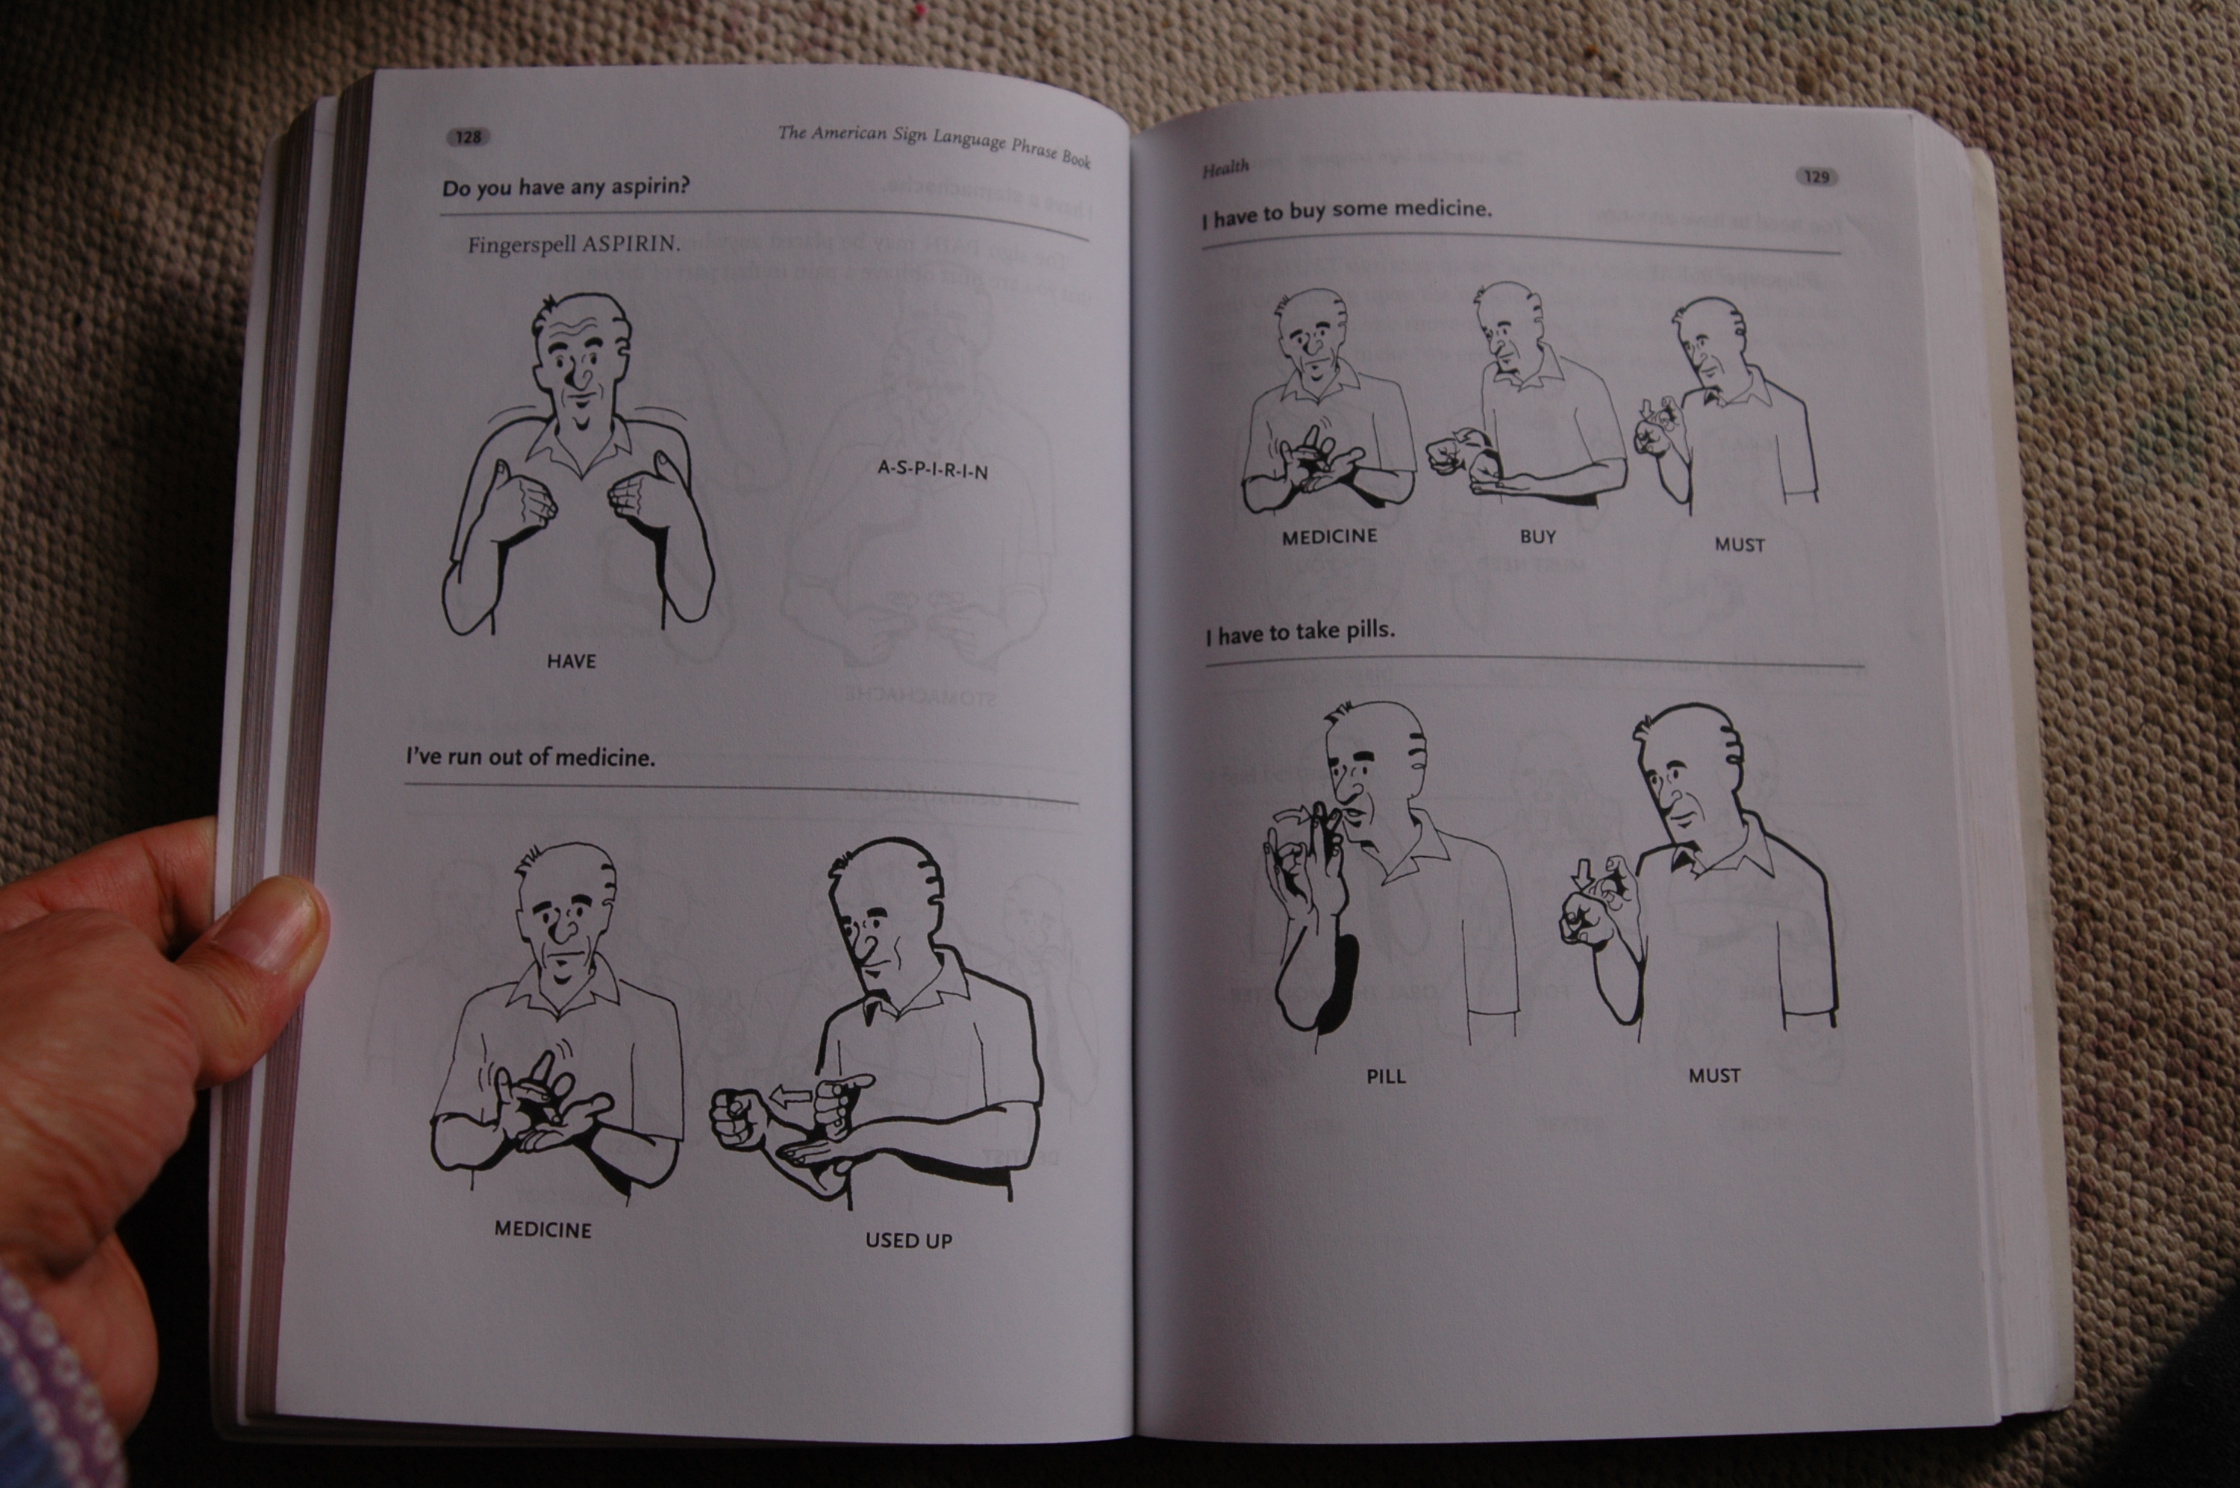 128
The American Sign Language Phrase Book
Do you have any aspirin?
Fingerspell ASPIRIN.
HAVE
A-S-P-I-R-I-N
I've run out of medicine.
MEDICINE
USED UP
Health
129
I have to buy some medicine.
MEDICINE
BUY
MUST
I have to take pills.
PILL
MUST